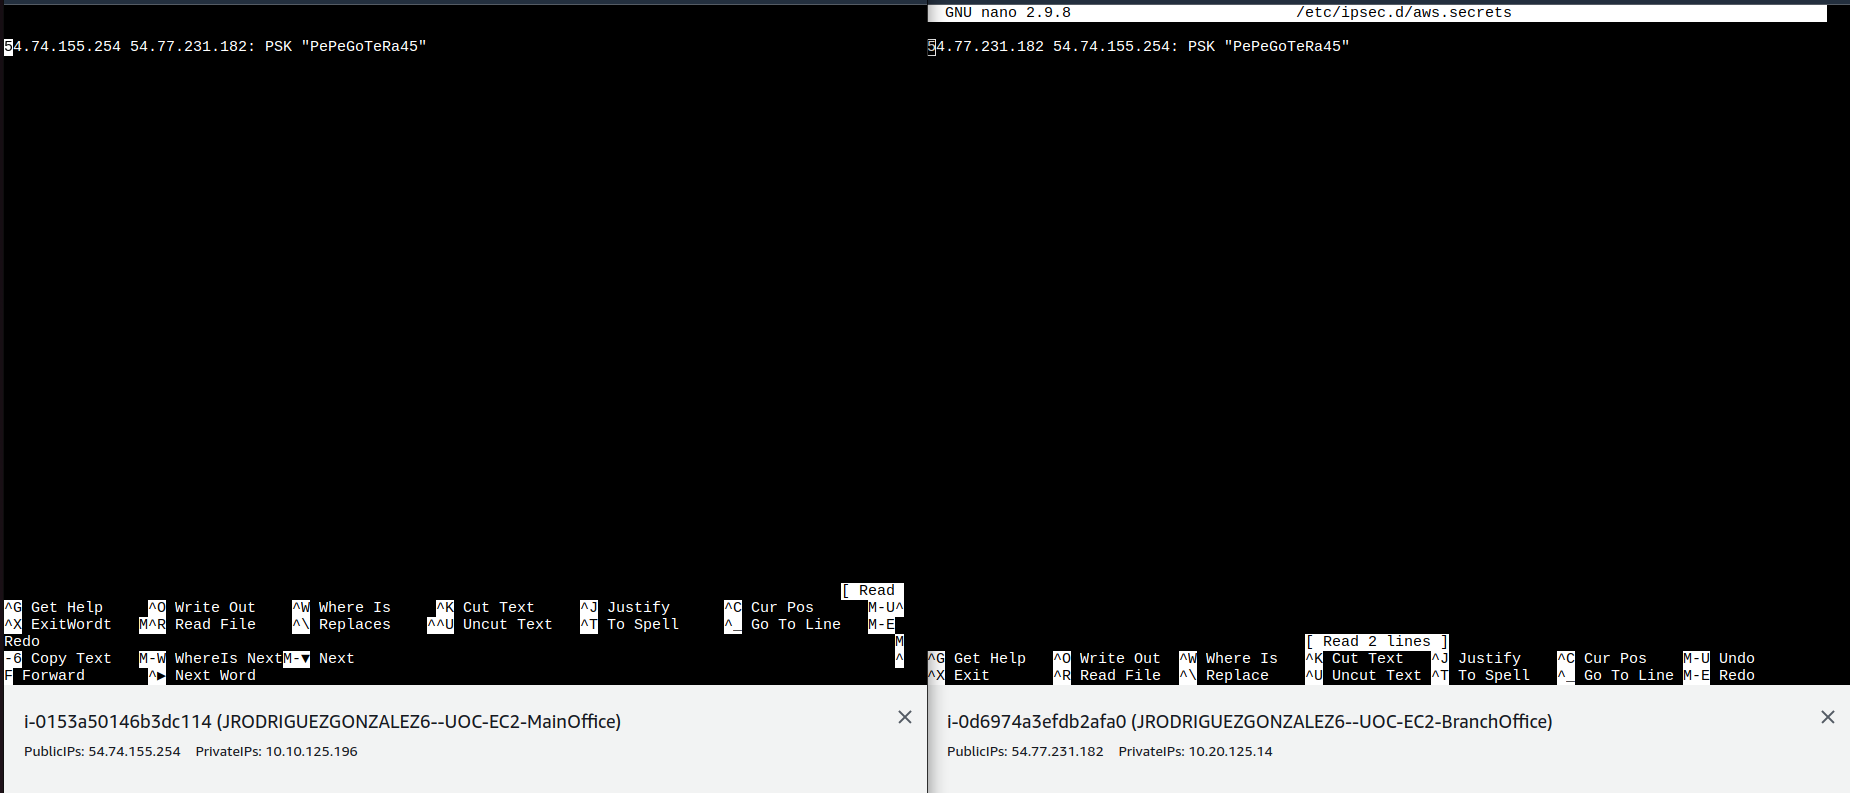 54.74.155.254 54.77.231.182: PSK "PePeGoTeRa45"
[ Read
^G Get Help ^O Write Out ^W Where Is ^K Cut Text ^J Justify ^C Cur Pos M-U^
^X ExitWordt M^R Read File ^\ Replaces ^^U Uncut Text ^T To Spell ^_ Go To Line M-E
Redo M
-6 Copy Text M-W WhereIs NextM-▼ Next ^
F Forward ^► Next Word
i-0153a50146b3dc114 (JRODRIGUEZGONZALEZ6--UOC-EC2-MainOffice)
PublicIPs: 54.74.155.254 PrivateIPs: 10.10.125.196
GNU nano 2.9.8 /etc/ipsec.d/aws.secrets
54.77.231.182 54.74.155.254: PSK "PePeGoTeRa45"
[ Read 2 lines ]
^G Get Help ^O Write Out ^W Where Is ^K Cut Text ^J Justify ^C Cur Pos M-U Undo
^X Exit ^R Read File ^\ Replace ^U Uncut Text ^T To Spell ^_ Go To Line M-E Redo
i-0d6974a3efdb2afa0 (JRODRIGUEZGONZALEZ6--UOC-EC2-BranchOffice)
PublicIPs: 54.77.231.182 PrivateIPs: 10.20.125.14